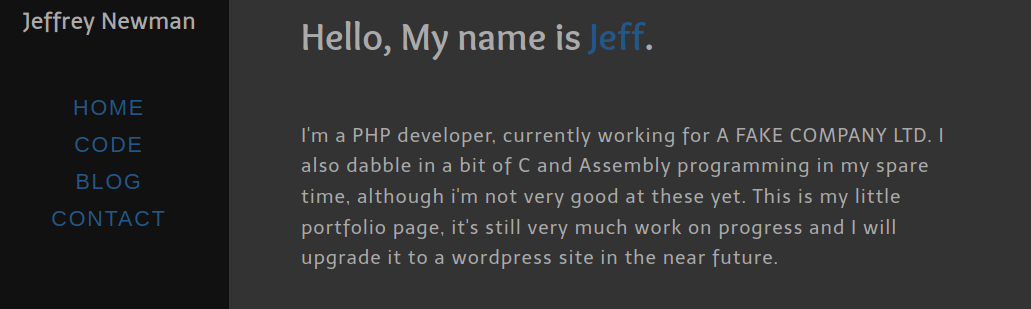 Jeffrey Newman
HOME
CODE
BLOG
CONTACT
Hello, My name is Jeff.
I'm a PHP developer, currently working for A FAKE COMPANY LTD. I
also dabble in a bit of C and Assembly programming in my spare
time, although i'm not very good at these yet. This is my little
portfolio page, it's still very much work on progress and I will
upgrade it to a wordpress site in the near future.